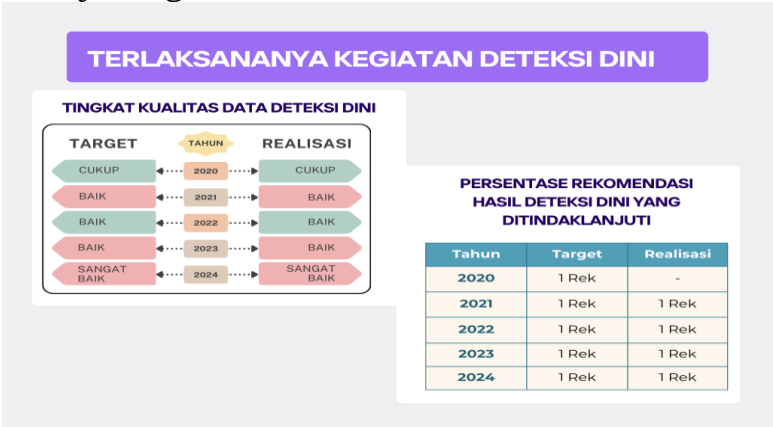 TERLAKSANANYA KEGIATAN DETEKSI DINI
TINGKAT KUALITAS DATA DETEKSI DINI
TARGET TAHUN REALISASI
CUKUP 2020 CUKUP
BAIK 2021 BAIK
BAIK 2022 BAIK
BAIK 2023 BAIK
SANGAT BAIK 2024 SANGAT BAIK
PERSENTASE REKOMENDASI
HASIL DETEKSI DINI YANG
DITINDAKLANJUTI
Tahun Target Realisasi
2020 1 Rek -
2021 1 Rek 1 Rek
2022 1 Rek 1 Rek
2023 1 Rek 1 Rek
2024 1 Rek 1 Rek